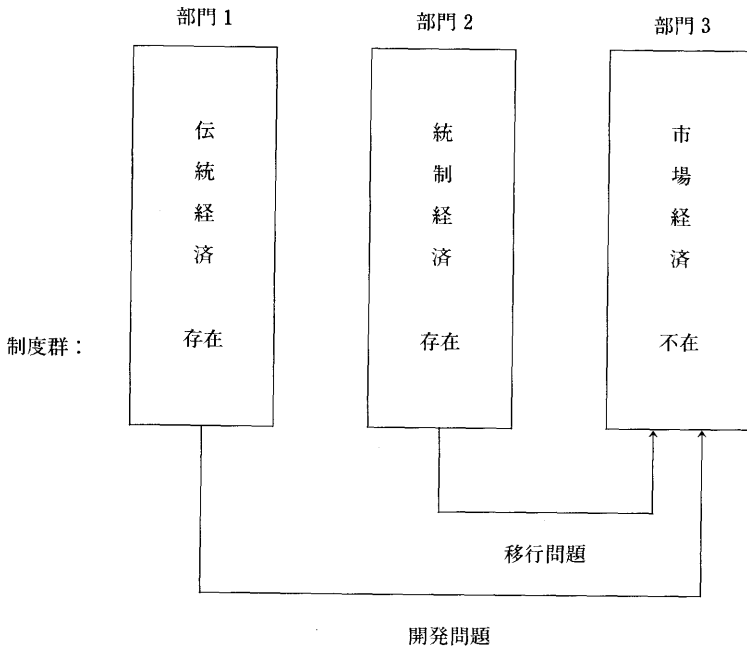 部門 1
部門 2
部門 3
伝統経済
統制経済
市場経済
制度群：
存在
存在
不在
移行問題
開発問題